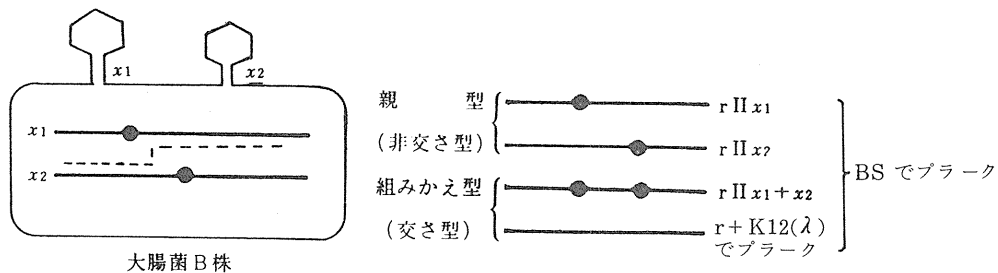 x1
x2
x1
x2
大腸菌B株
親型
(非交さ型)
組みかえ型
(交さ型)
rⅡx1
rⅡx2
rⅡx1+x2
r+K12(λ)
でプラーク
BSでプラーク